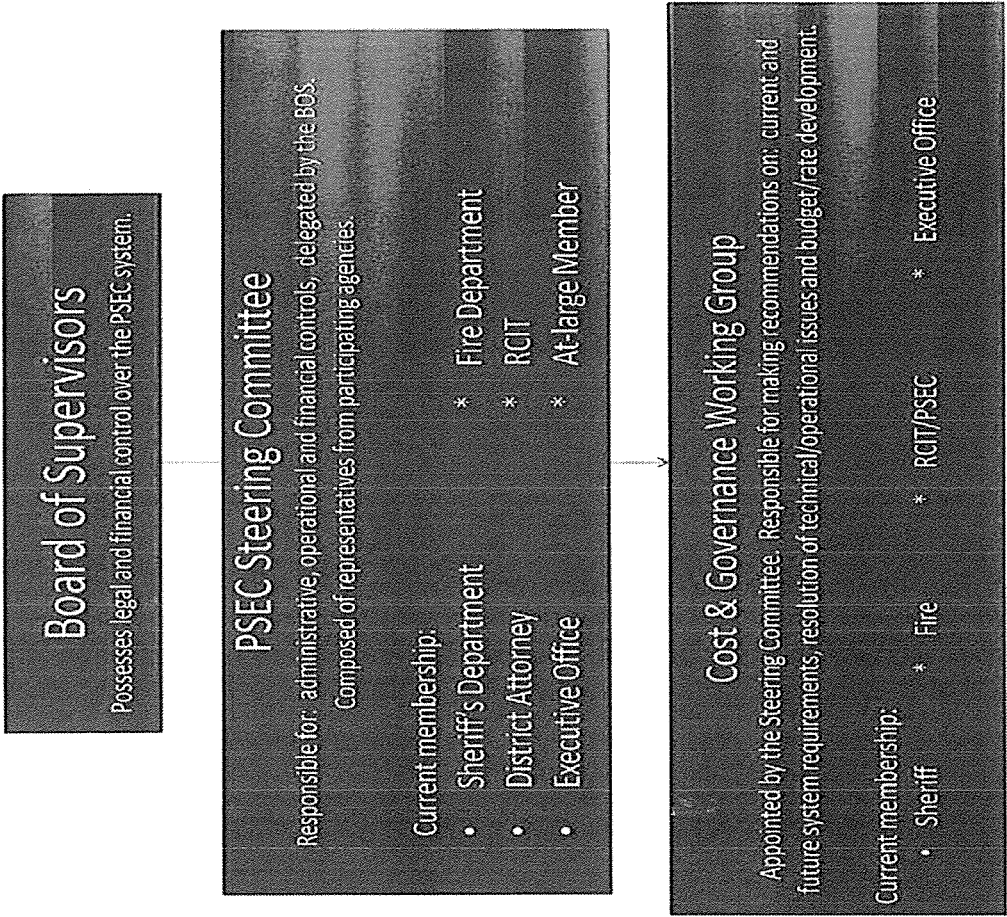 Board of Supervisors
Possesses legal and financial control over the PSEC system.
PSEC Steering Committee
Responsible for: administrative, operational and financial controls, delegated by the BOS.
Composed of representatives from participating agencies.
Current membership:
• Sheriff's Department * Fire Department
• District Attorney * RCIT
• Executive Office * At-large Member
Cost & Governance Working Group
Appointed by the Steering Committee. Responsible for making recommendations on: current and
future system requirements, resolution of technical/operational issues and budget/rate development.
Current membership:
• Sheriff * Fire * RCIT/PSEC * Executive Office